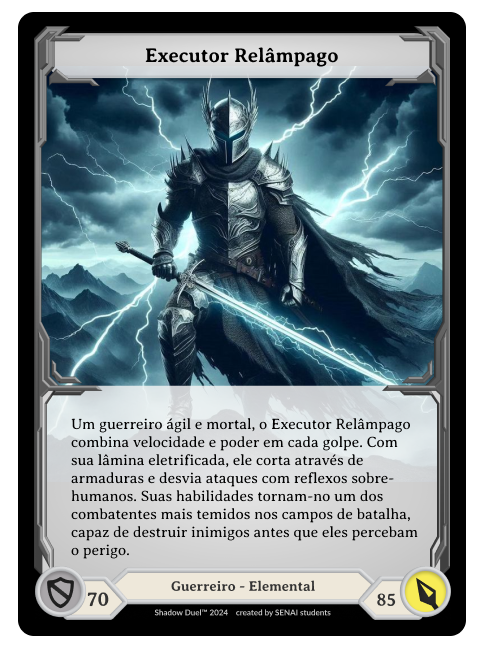 Executor Relâmpago
Um guerreiro ágil e mortal, o Executor Relâmpago
combina velocidade e poder em cada golpe. Com
sua lâmina eletrificada, ele corta através de
armaduras e desvia ataques com reflexos sobre-
humanos. Suas habilidades tornam-no um dos
combatentes mais temidos nos campos de batalha,
capaz de destruir inimigos antes que eles percebam
o perigo.
Guerreiro - Elemental
70
85
Shadow Duel™ 2024 created by SENAI students